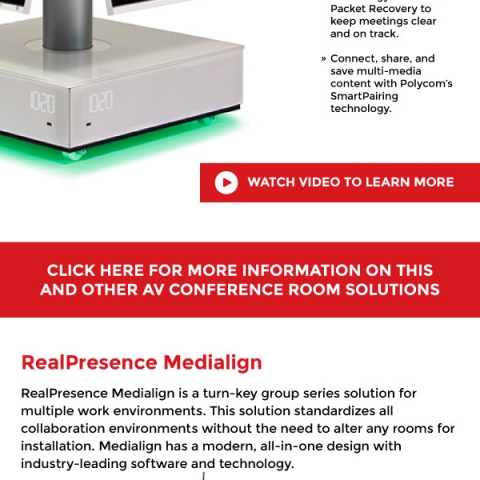 Packet Recovery to
keep meetings clear
and on track.
» Connect, share, and
save multi-media
content with Polycom's
SmartPairing
technology.
10:20
10:20
WATCH VIDEO TO LEARN MORE
CLICK HERE FOR MORE INFORMATION ON THIS
AND OTHER AV CONFERENCE ROOM SOLUTIONS
RealPresence Medialign
RealPresence Medialign is a turn-key group series solution for
multiple work environments. This solution standardizes all
collaboration environments without the need to alter any rooms for
installation. Medialign has a modern, all-in-one design with
industry-leading software and technology.